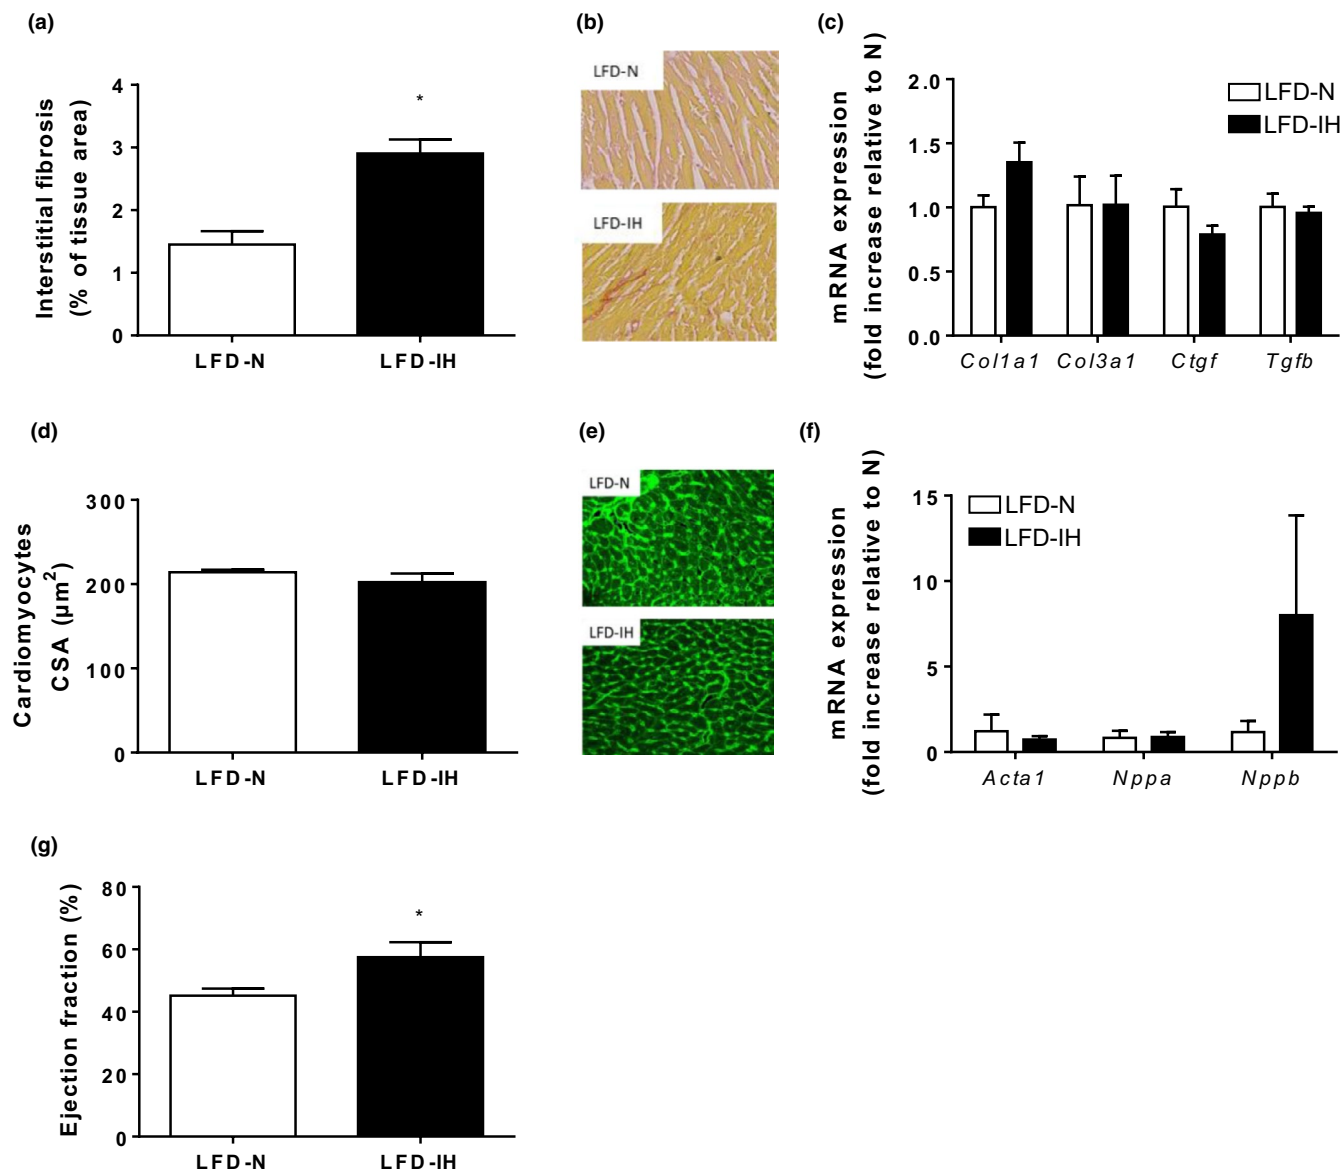 (a)
Interstitial fibrosis
(% of tissue area)
4
3
2
1
0
*
LFD-N
LFD-IH
(b)
LFD-N
LFD-IH
(c)
mRNA expression
(fold increase relative to N)
2.0
1.5
1.0
0.5
0.0
LFD-N
LFD-IH
Col1a1
Col3a1
Ctgf
Tgfb
(d)
Cardiomyocytes
CSA (µm²)
300
200
100
0
LFD-N
LFD-IH
(e)
LFD-N
LFD-IH
(f)
mRNA expression
(fold increase relative to N)
15
10
5
0
LFD-N
LFD-IH
Acta1
Nppa
Nppb
(g)
Ejection fraction (%)
80
60
40
20
0
*
LFD-N
LFD-IH